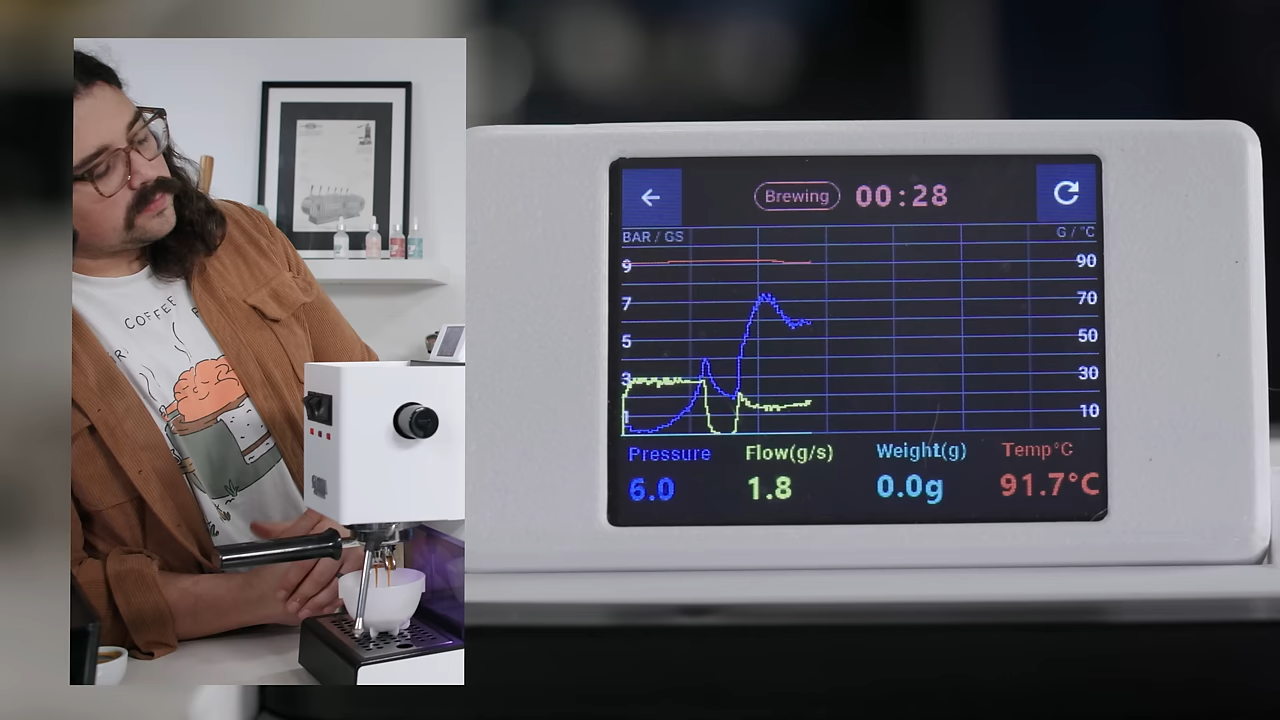 Brewing 00:28
BAR / GS G / °C
9 90
7 70
5 50
3 30
1 10
Pressure Flow(g/s) Weight(g) Temp°C
6.0 1.8 0.0g 91.7°C
COFFEE